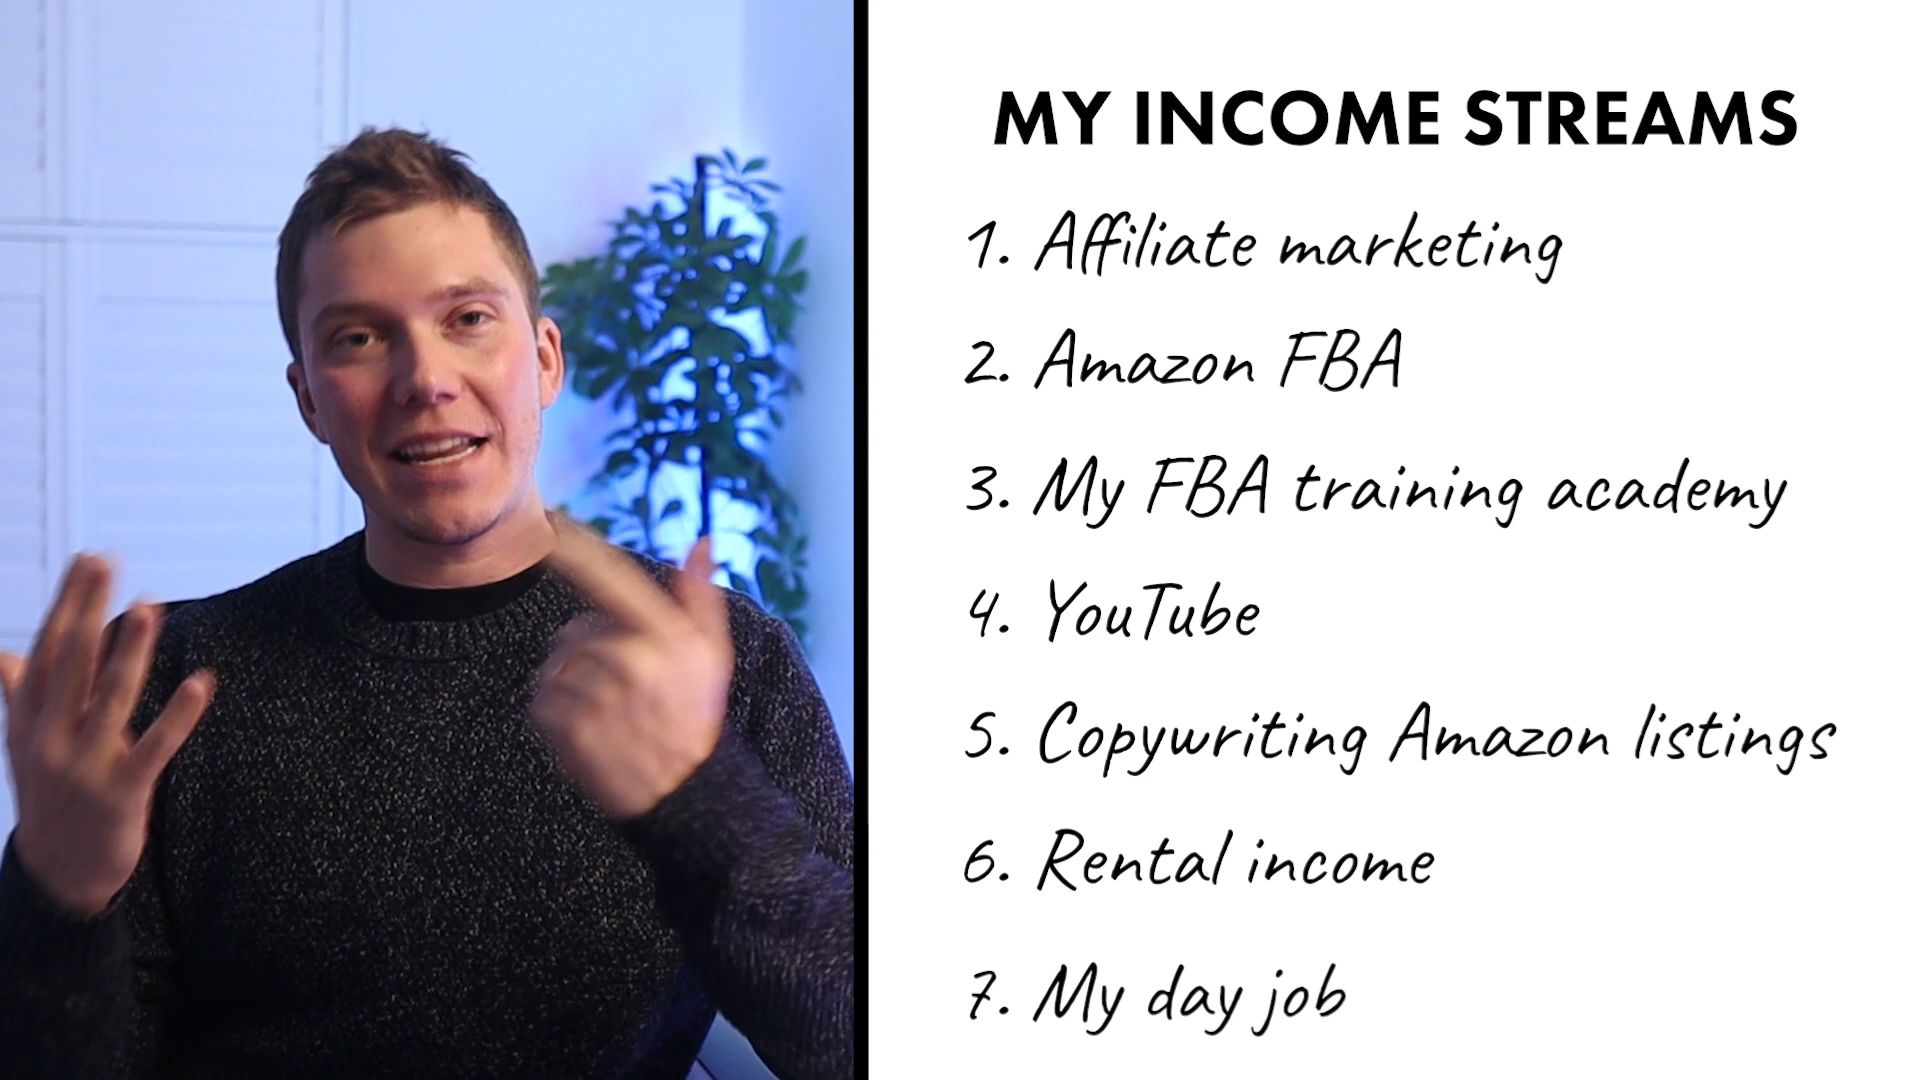 MY INCOME STREAMS
1. Affiliate marketing
2. Amazon FBA
3. My FBA training academy
4. YouTube
5. Copywriting Amazon listings
6. Rental income
7. My day job